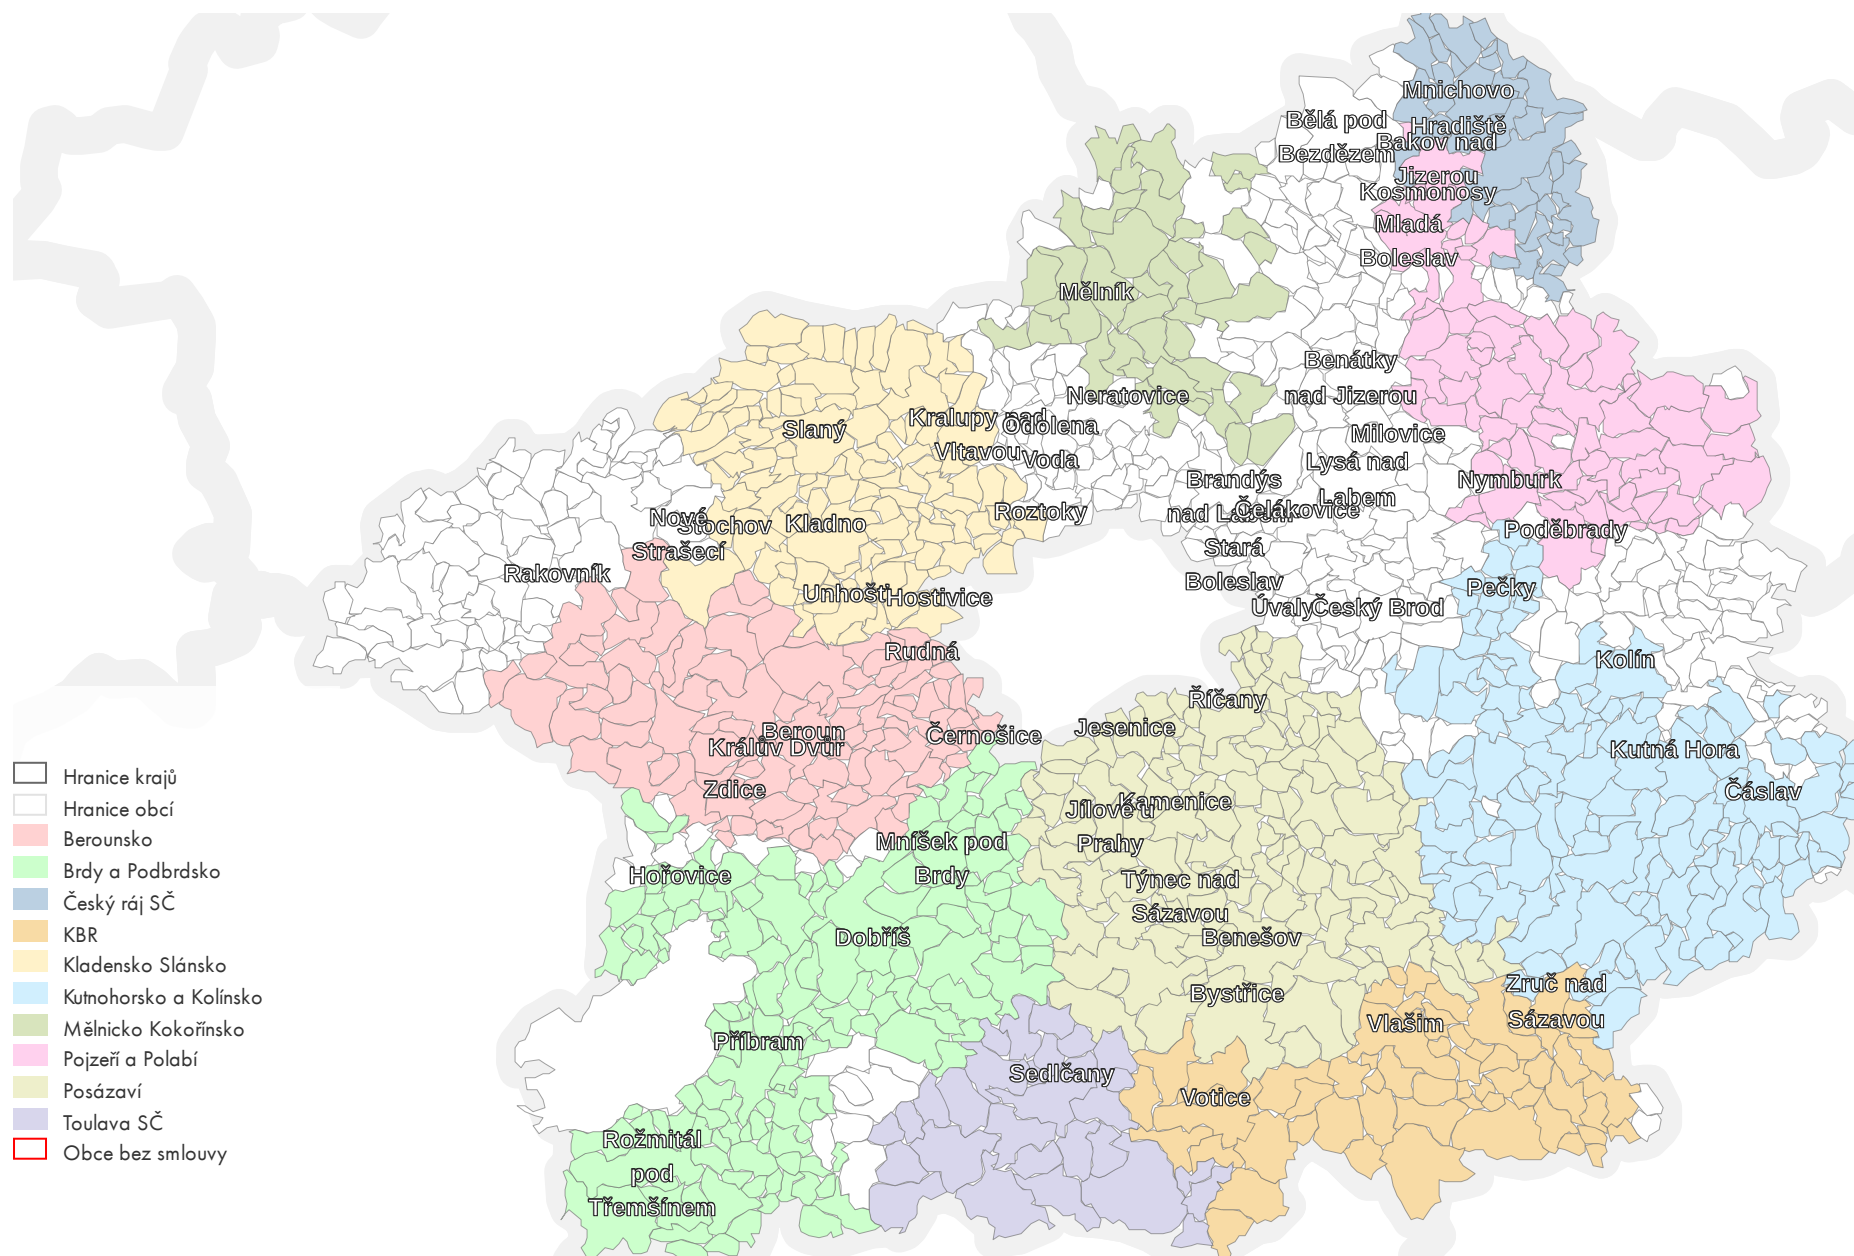 Mnichovo
Hradiště
Bělá pod
Bezdězem
Bakov nad
Jizerou
Kosmonosy
Mladá
Boleslav
Mělník
Benátky
nad Jizerou
Neratovice
Kralupy nad
Vltavou
Odolena
Voda
Slaný
Milovice
Lysá nad
Labem
Brandýs
nad Labem
Stará
Boleslav
Čelákovice
Nymburk
Poděbrady
Roztoky
Kladno
Stochov
Nové
Strašecí
Rakovník
Unhošť
Hostivice
Pečky
Úvaly
Český Brod
Rudná
Kolín
Říčany
Jesenice
Beroun
Králův Dvůr
Černošice
Kutná Hora
Zdice
Čáslav
Kamenice
Jílové u
Prahy
Mníšek pod
Brdy
Hořovice
Týnec nad
Sázavou
Dobříš
Benešov
Bystřice
Zruč nad
Sázavou
Vlašim
Příbram
Sedlčany
Votice
Rožmitál
pod
Třemšínem
Hranice krajů
Hranice obcí
Berounsko
Brdy a Podbrdsko
Český ráj SČ
KBR
Kladensko Slánsko
Kutnohorsko a Kolínsko
Mělnicko Kokořínsko
Pojzeří a Polabí
Posázaví
Toulava SČ
Obce bez smlouvy